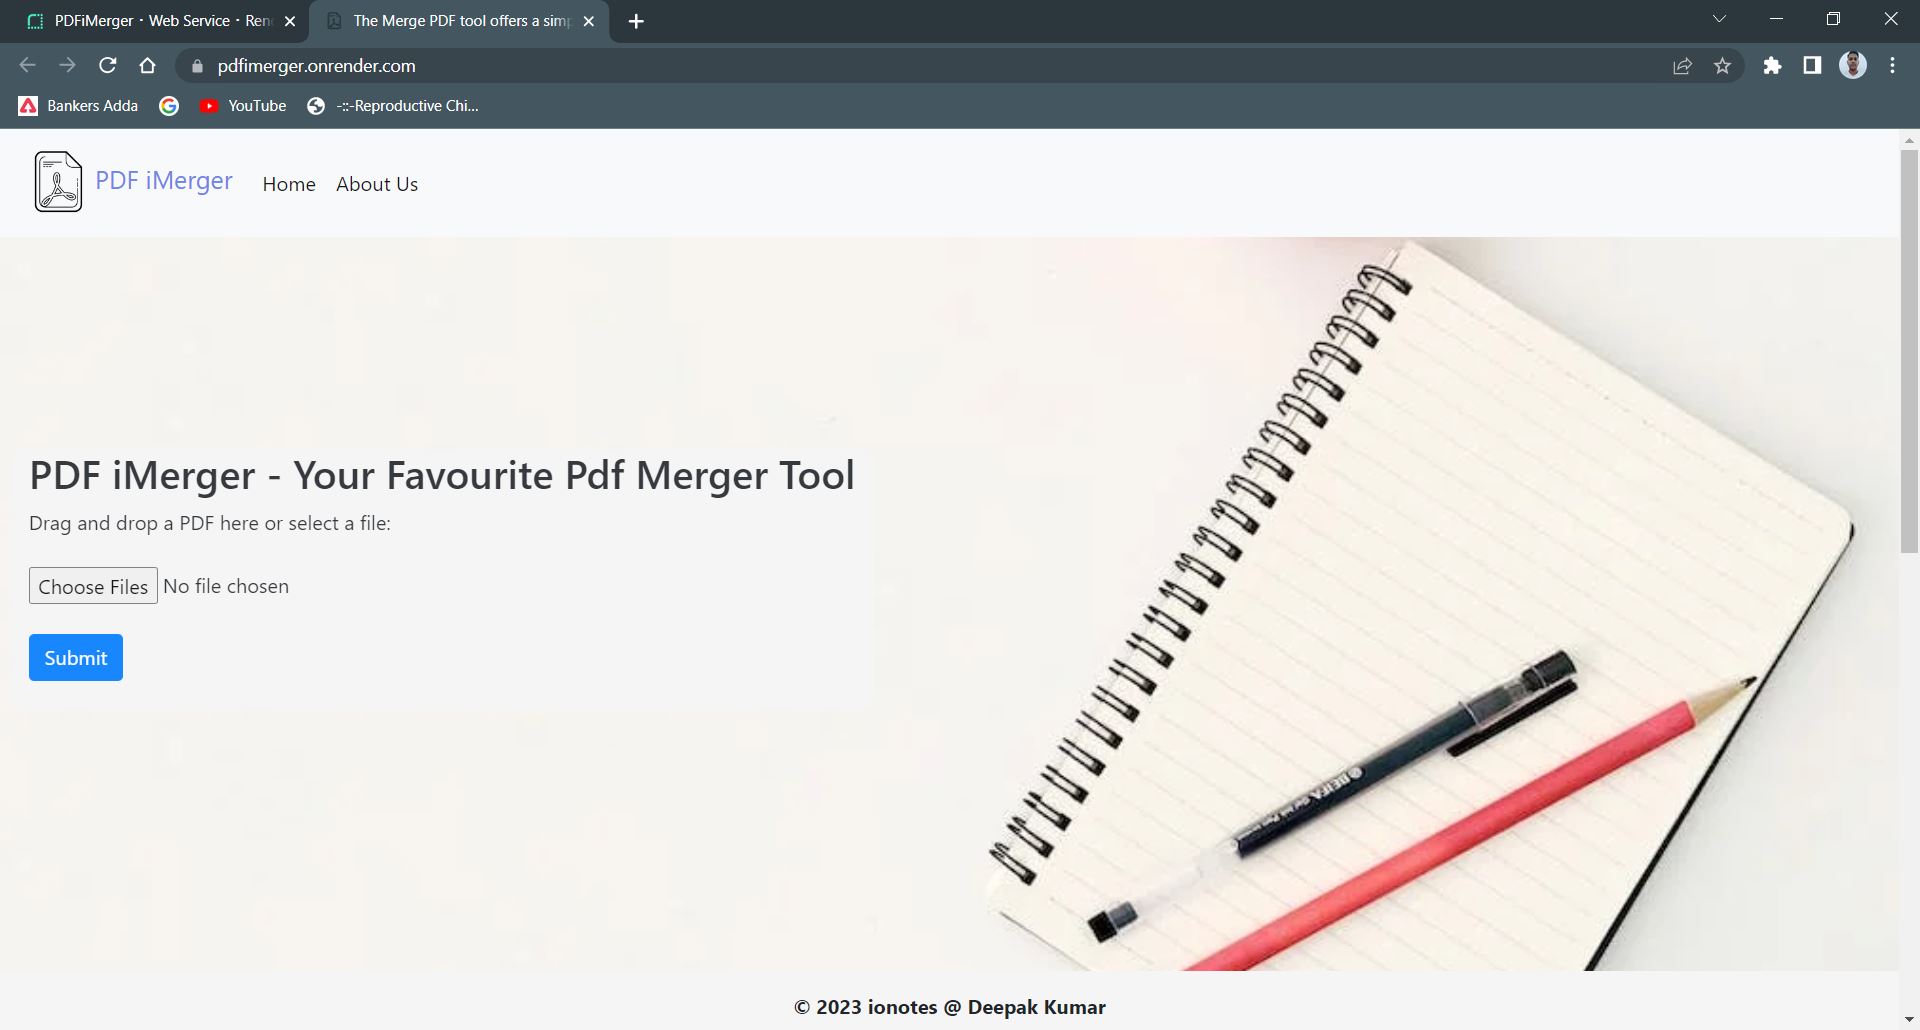 PDFiMerger · Web Service · Ren
The Merge PDF tool offers a sim
pdfimerger.onrender.com
Bankers Adda
YouTube
-::-Reproductive Chi...
PDF iMerger
Home
About Us
PDF iMerger - Your Favourite Pdf Merger Tool
Drag and drop a PDF here or select a file:
Choose Files No file chosen
Submit
© 2023 ionotes @ Deepak Kumar